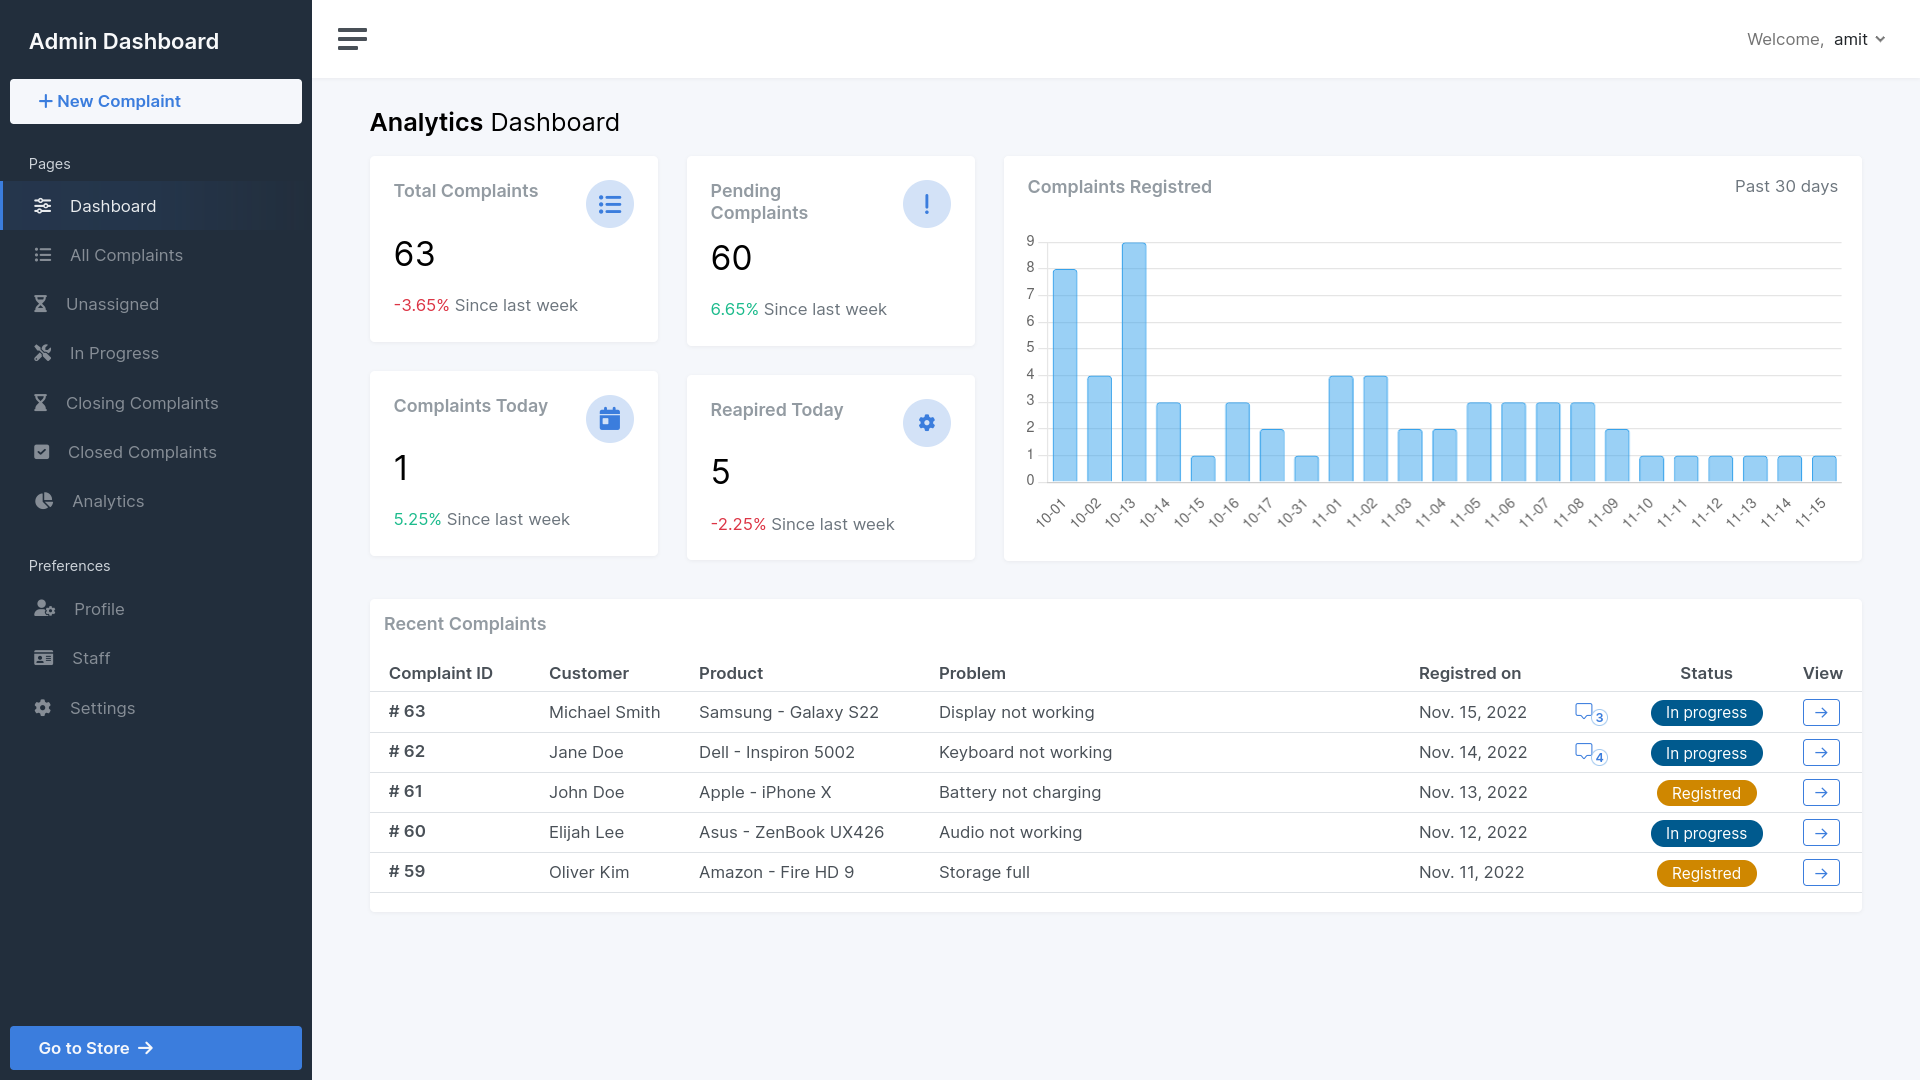 Admin Dashboard
New Complaint
Pages
Dashboard
All Complaints
Unassigned
In Progress
Closing Complaints
Closed Complaints
Analytics
Preferences
Profile
Staff
Settings
Go to Store
Welcome, amit
Analytics Dashboard
Total Complaints
63
-3.65% Since last week
Pending
Complaints
60
6.65% Since last week
Complaints Today
1
5.25% Since last week
Reapired Today
5
-2.25% Since last week
Complaints Registred Past 30 days
9
8
7
6
5
4
3
2
1
0
10-01 10-02 10-13 10-14 10-15 10-16 10-17 10-31 11-01 11-02 11-03 11-04 11-05 11-06 11-07 11-08 11-09 11-10 11-11 11-12 11-13 11-14 11-15
Recent Complaints
Complaint ID Customer Product Problem Registred on Status View
# 63 Michael Smith Samsung - Galaxy S22 Display not working Nov. 15, 2022 3 In progress
# 62 Jane Doe Dell - Inspiron 5002 Keyboard not working Nov. 14, 2022 4 In progress
# 61 John Doe Apple - iPhone X Battery not charging Nov. 13, 2022 Registred
# 60 Elijah Lee Asus - ZenBook UX426 Audio not working Nov. 12, 2022 In progress
# 59 Oliver Kim Amazon - Fire HD 9 Storage full Nov. 11, 2022 Registred